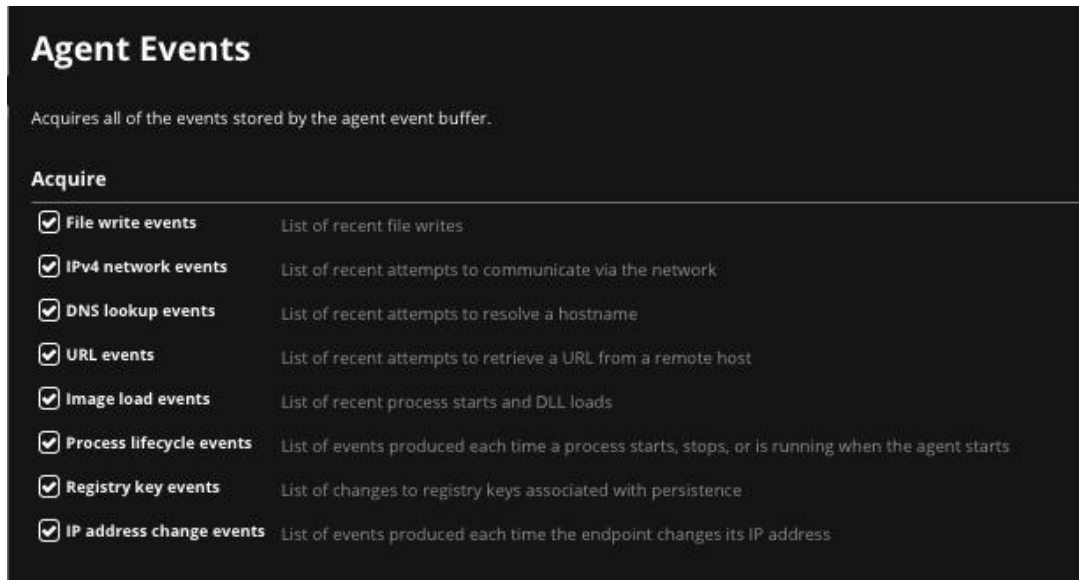 Agent Events
Acquires all of the events stored by the agent event buffer.
Acquire
File write events List of recent file writes
IPv4 network events List of recent attempts to communicate via the network
DNS lookup events List of recent attempts to resolve a hostname
URL events List of recent attempts to retrieve a URL from a remote host
Image load events List of recent process starts and DLL loads
Process lifecycle events List of events produced each time a process starts, stops, or is running when the agent starts
Registry key events List of changes to registry keys associated with persistence
IP address change events List of events produced each time the endpoint changes its IP address